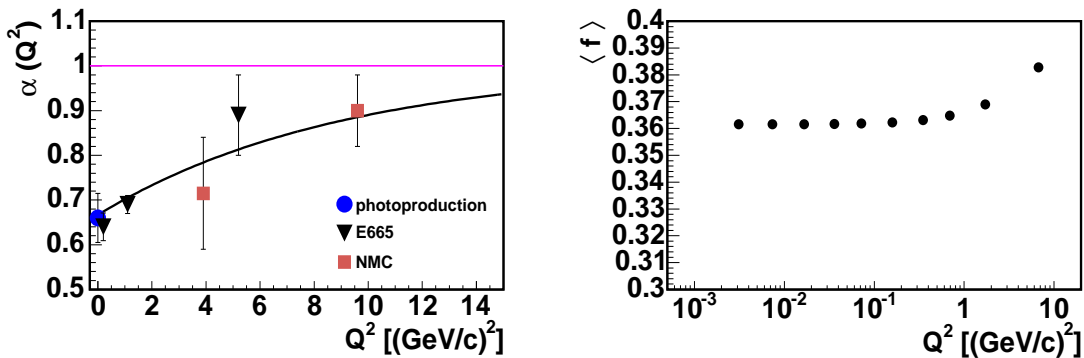 α (Q²)
1.1
1
0.9
0.8
0.7
0.6
0.5
0 2 4 6 8 10 12 14
Q² [(GeV/c)²]
photoproduction
E665
NMC
⟨ f ⟩
0.4
0.39
0.38
0.37
0.36
0.35
0.34
0.33
0.32
0.31
0.3
10⁻³ 10⁻² 10⁻¹ 1 10
Q² [(GeV/c)²]